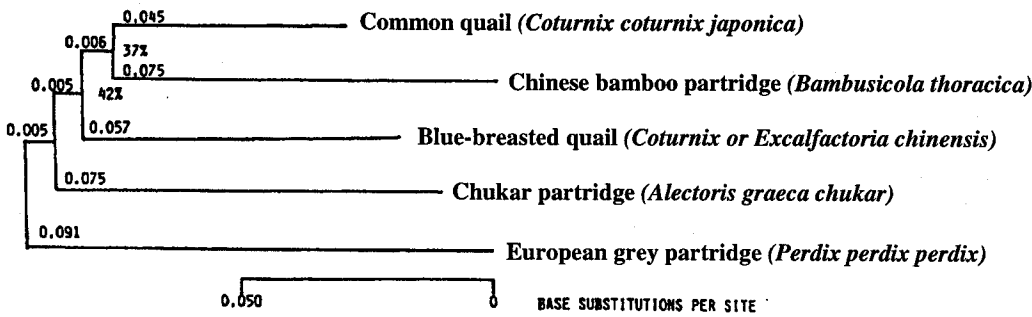 0.045 Common quail (Coturnix coturnix japonica)
0.006 37%
0.075 Chinese bamboo partridge (Bambusicola thoracica)
0.005 42%
0.057 Blue-breasted quail (Coturnix or Excalfactoria chinensis)
0.005
0.075 Chukar partridge (Alectoris graeca chukar)
0.091 European grey partridge (Perdix perdix perdix)
0.050 0 BASE SUBSTITUTIONS PER SITE